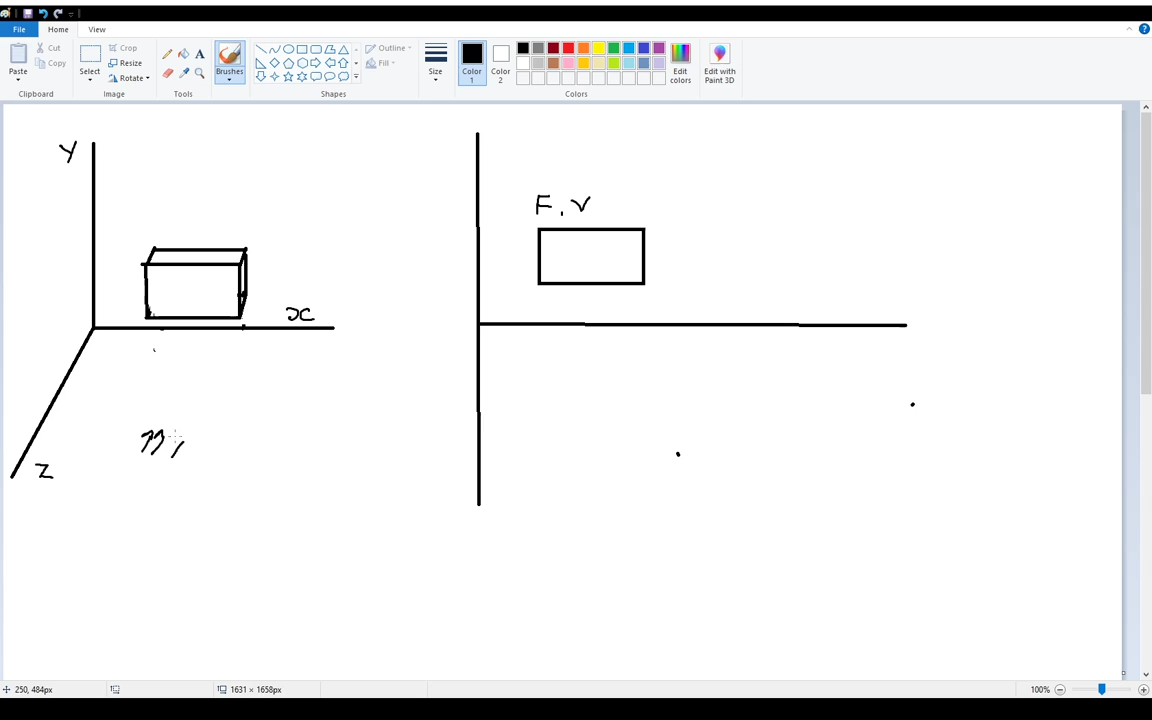 File
Home
View
Paste
Cut
Copy
Clipboard
Select
Crop
Resize
Rotate
Image
Tools
Brushes
Shapes
Outline
Fill
Size
Color 1
Color 2
Edit colors
Colors
Edit with Paint 3D
Y
x
Z
F.V
250, 484px
1631 × 1658px
100%